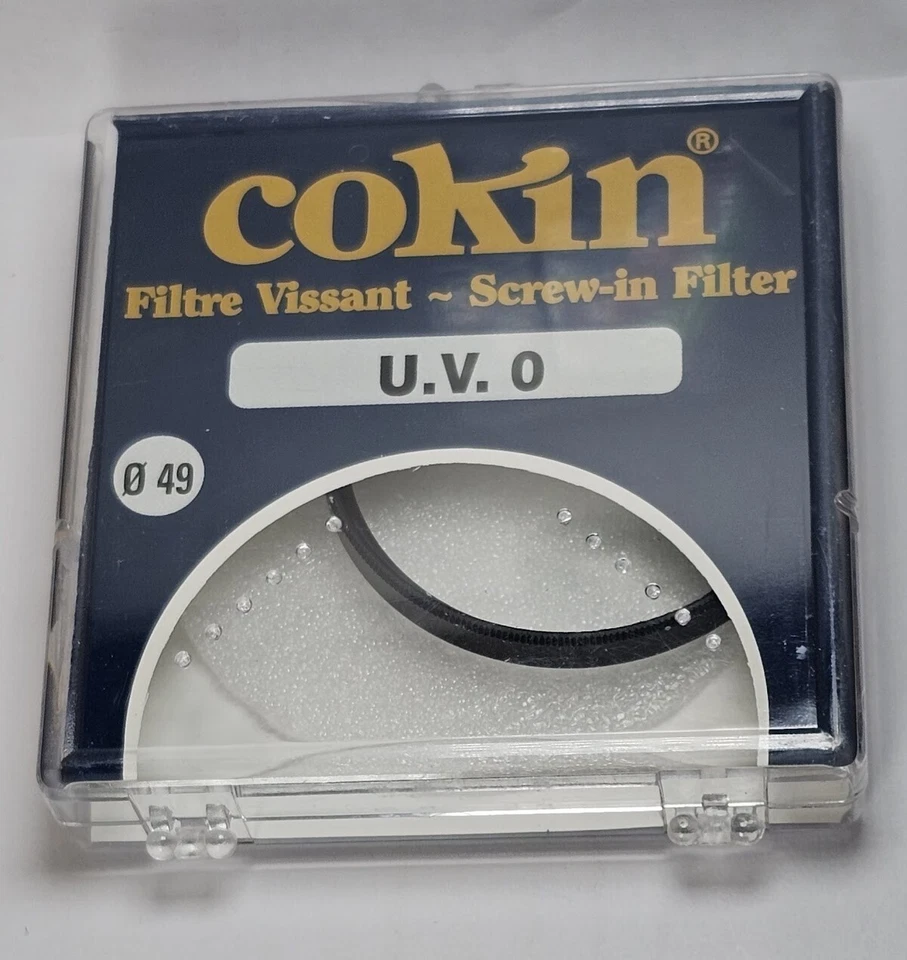 cokin®
Filtre Vissant ~ Screw-in Filter
U.V. 0
Ø 49